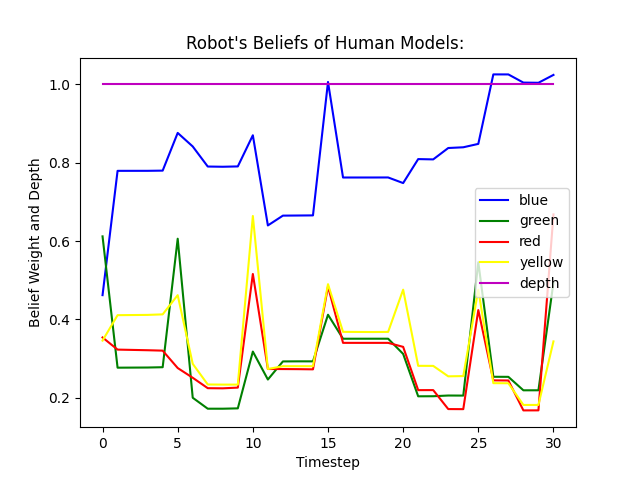 Robot's Beliefs of Human Models:
Belief Weight and Depth
1.0
0.8
0.6
0.4
0.2
blue
green
red
yellow
depth
0 5 10 15 20 25 30
Timestep